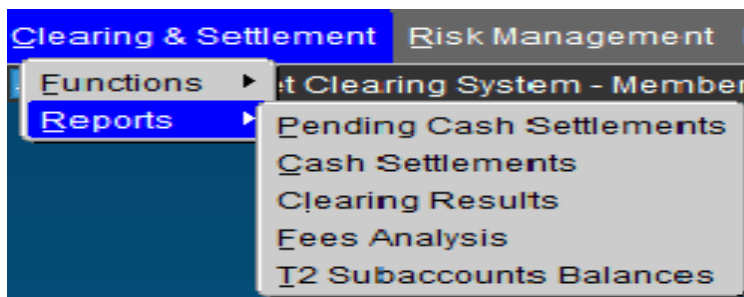 Clearing & Settlement Risk Management
Functions et Clearing System - Member
Reports
Pending Cash Settlements
Cash Settlements
Clearing Results
Fees Analysis
T2 Subaccounts Balances